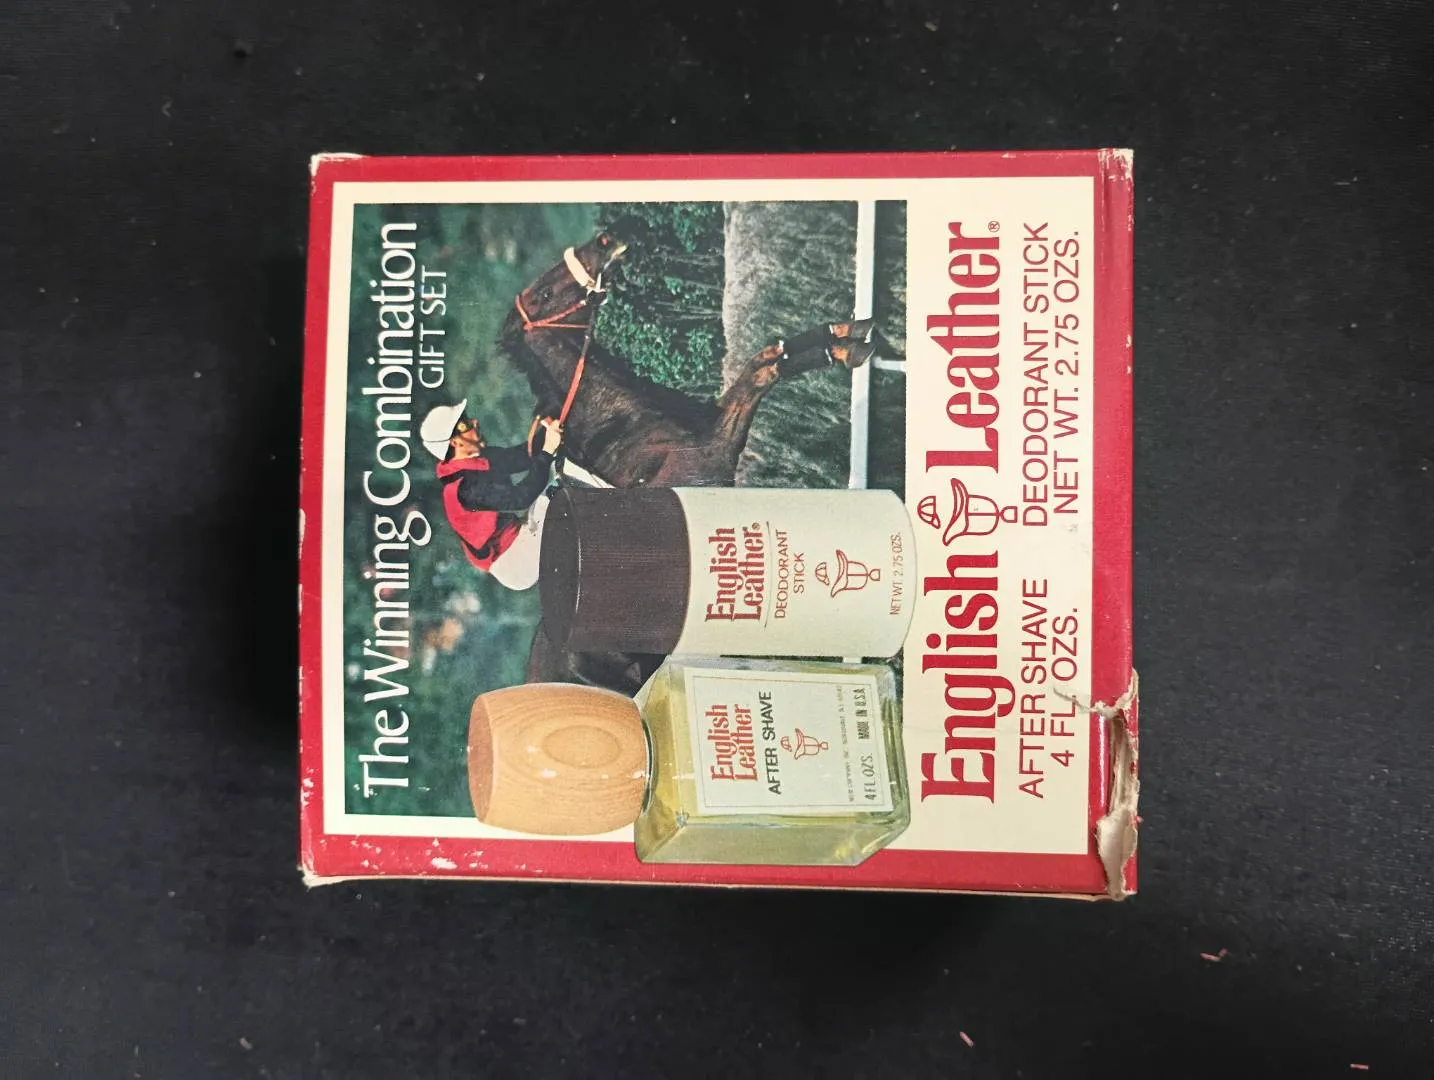 The Winning Combination
GIFT SET
English
Leather®
DEODORANT
STICK
NET WT. 2.75 OZS.
English
Leather
AFTER SHAVE
4 FL. OZS. MADE IN U.S.A.
English Leather®
AFTER SHAVE
4 FL. OZS.
DEODORANT STICK
NET WT. 2.75 OZS.